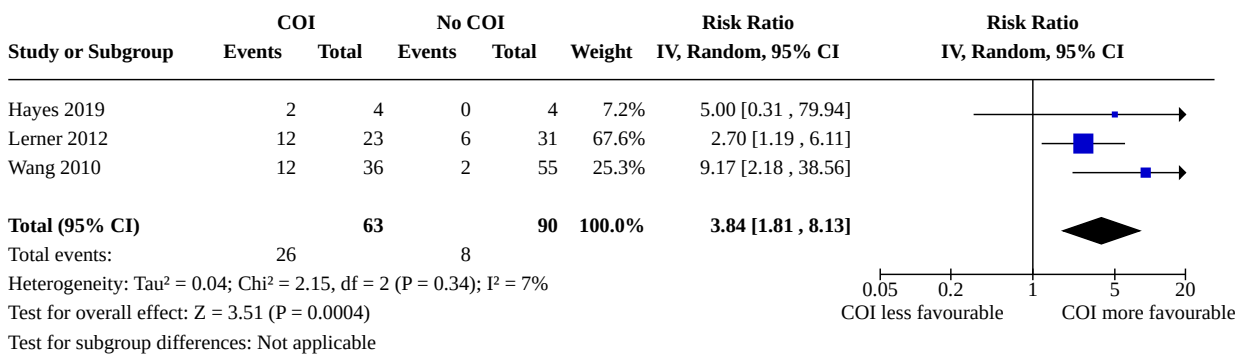 COI No COI Risk Ratio Risk Ratio
Study or Subgroup Events Total Events Total Weight IV, Random, 95% CI IV, Random, 95% CI
Hayes 2019 2 4 0 4 7.2% 5.00 [0.31 , 79.94]
Lerner 2012 12 23 6 31 67.6% 2.70 [1.19 , 6.11]
Wang 2010 12 36 2 55 25.3% 9.17 [2.18 , 38.56]
Total (95% CI) 63 90 100.0% 3.84 [1.81 , 8.13]
Total events: 26 8
Heterogeneity: Tau² = 0.04; Chi² = 2.15, df = 2 (P = 0.34); I² = 7%
0.05 0.2 1 5 20
Test for overall effect: Z = 3.51 (P = 0.0004)
COI less favourable COI more favourable
Test for subgroup differences: Not applicable